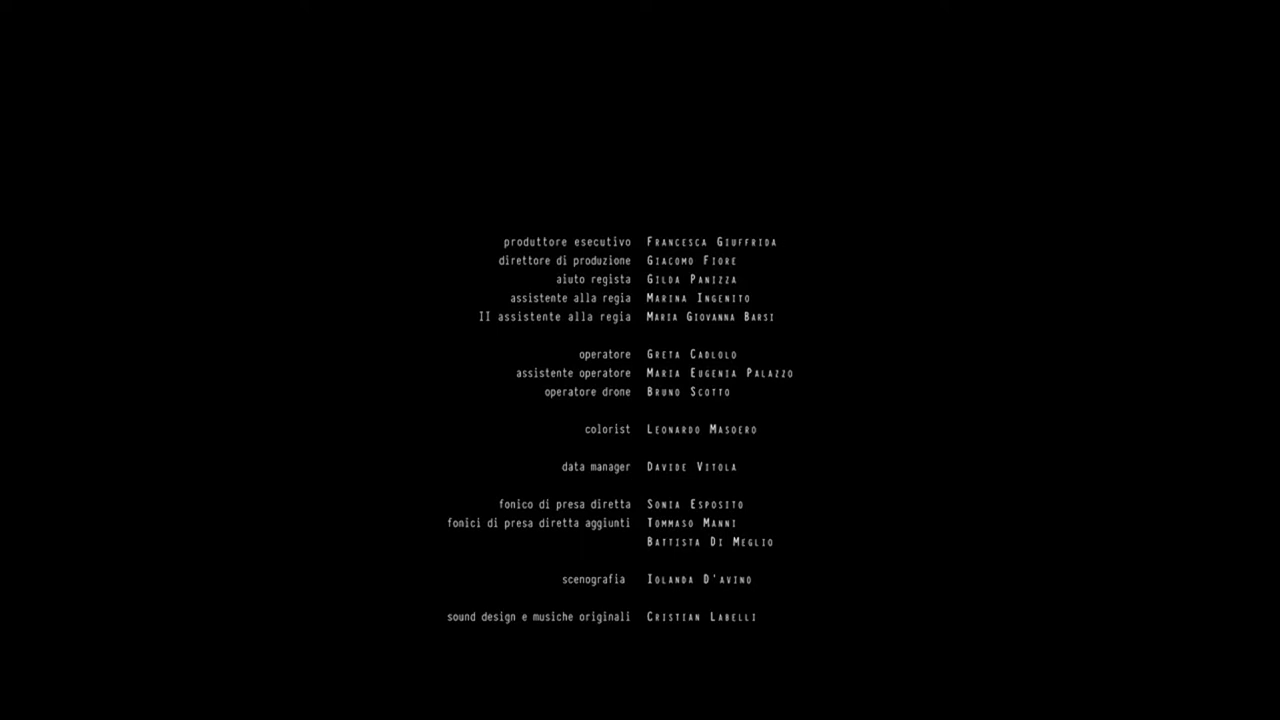 produttore esecutivo Francesca Giuffrida
direttore di produzione Giacomo Fiore
aiuto regista Gilda Panizza
assistente alla regia Marina Ingenito
II assistente alla regia Maria Giovanna Barsi
operatore Greta Cadlolo
assistente operatore Maria Eugenia Palazzo
operatore drone Bruno Scotto
colorist Leonardo Masoero
data manager Davide Vitola
fonico di presa diretta Sonia Esposito
fonici di presa diretta aggiunti Tommaso Manni
Battista Di Meglio
scenografia Iolanda D'avino
sound design e musiche originali Cristian Labelli